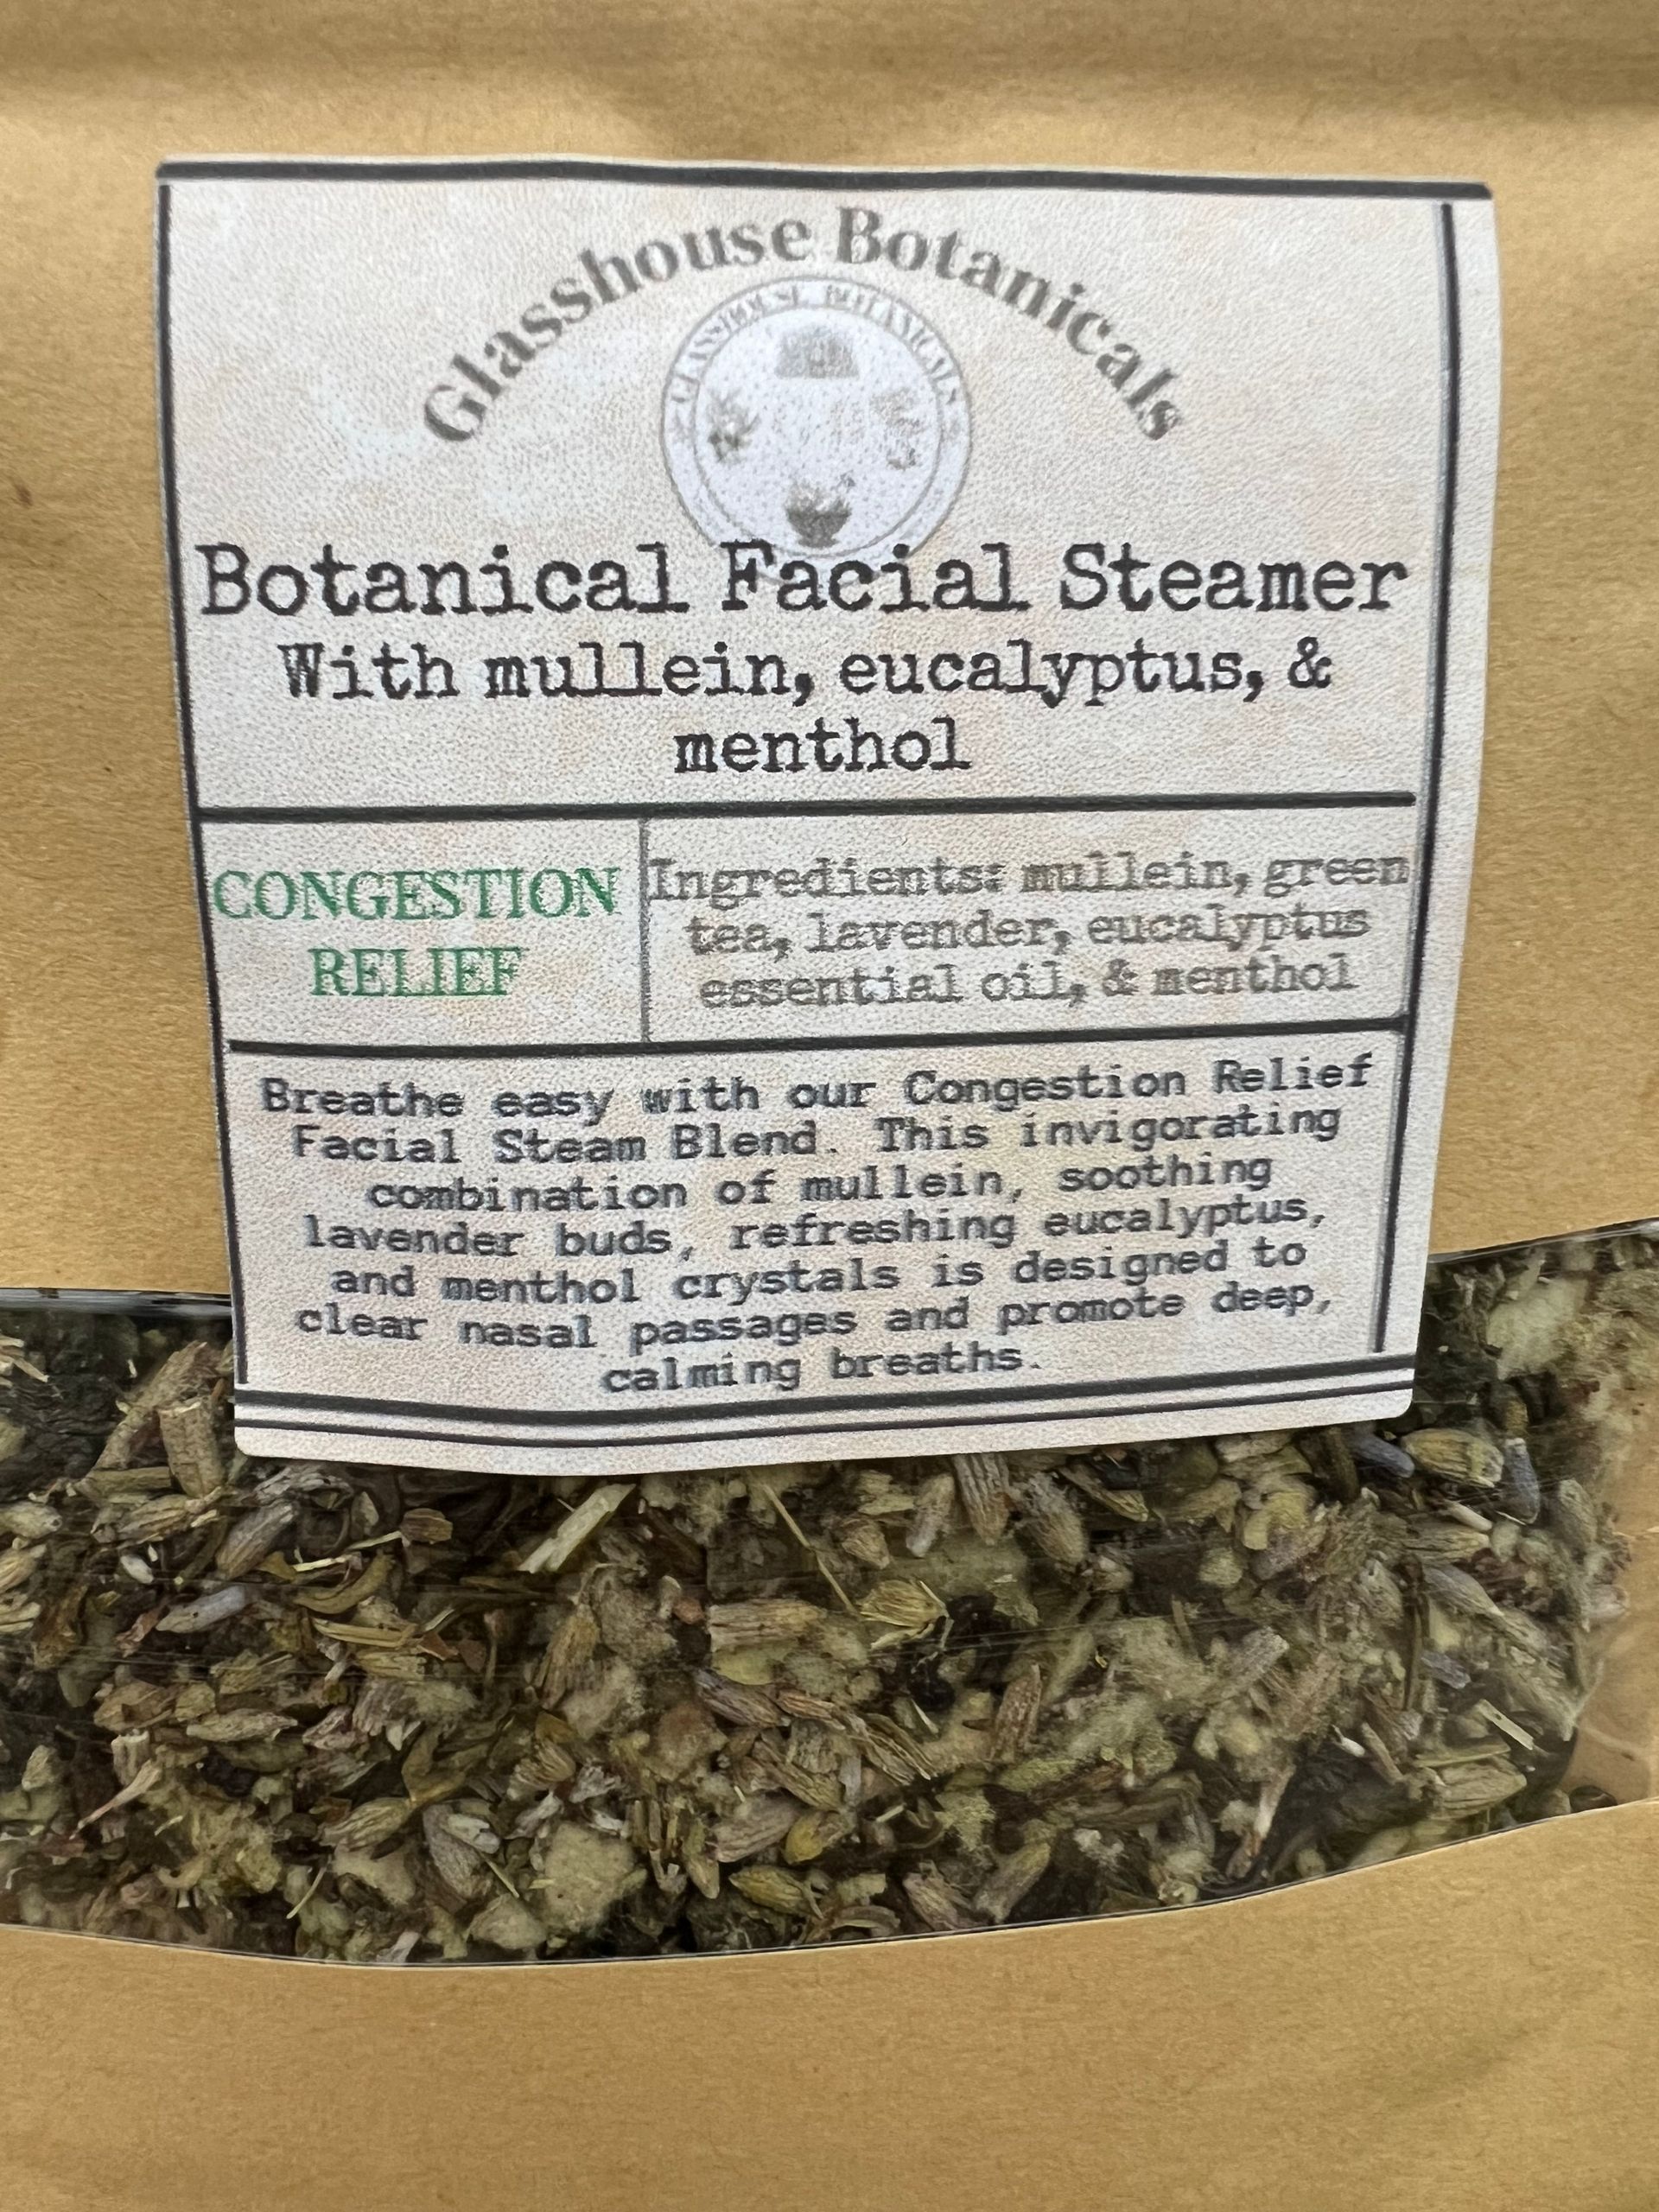 Glasshouse Botanicals
GLASSHOUSE BOTANICALS
Botanical Facial Steamer
With mullein, eucalyptus, &
menthol
CONGESTION
RELIEF
Ingredients: mullein, green
tea, lavender, eucalyptus
essential oil, & menthol
Breathe easy with our Congestion Relief
Facial Steam Blend. This invigorating
combination of mullein, soothing
lavender buds, refreshing eucalyptus,
and menthol crystals is designed to
clear nasal passages and promote deep,
calming breaths.